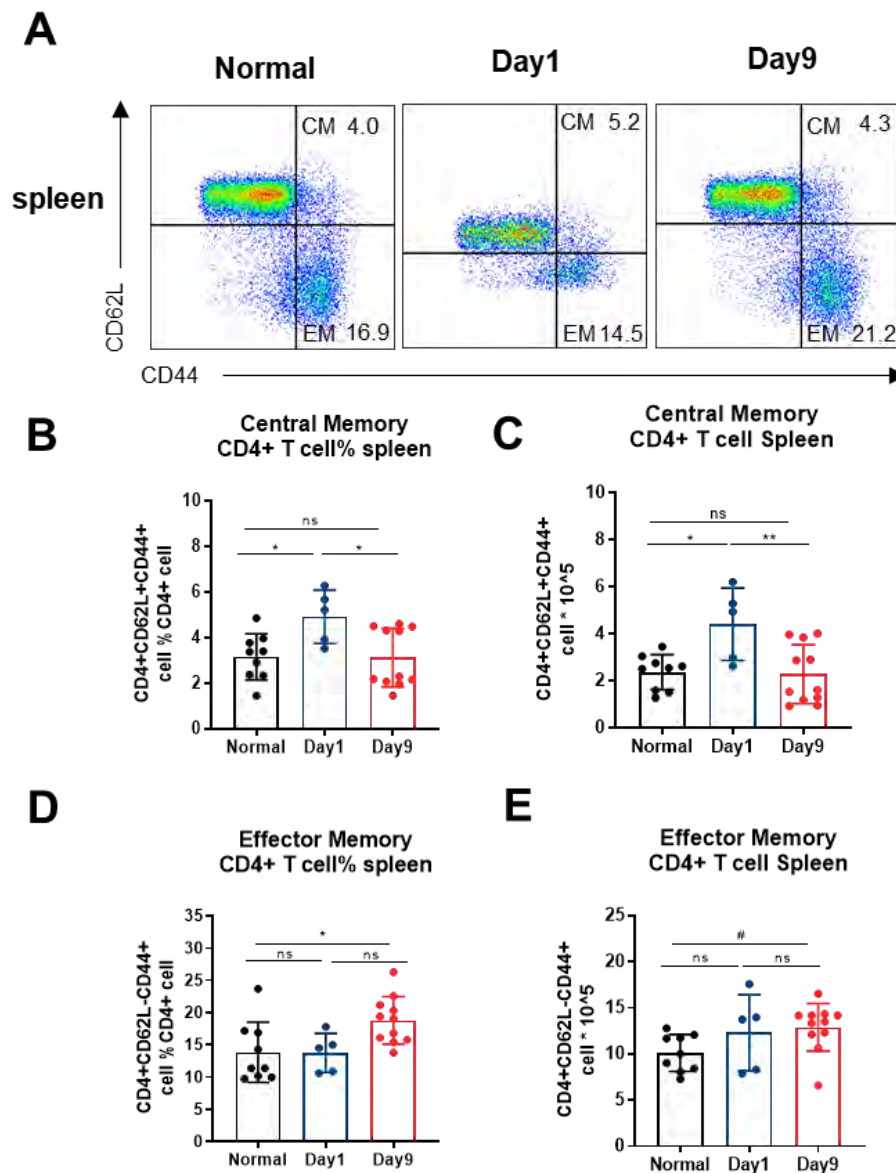 A
Normal
Day1
Day9
CM 4.0
CM 5.2
CM 4.3
spleen
CD62L
EM 16.9
EM 14.5
EM 21.2
CD44
B
Central Memory
CD4+ T cell% spleen
CD4+CD62L+CD44+
cell % CD4+ cell
10
8
6
4
2
0
ns
*
*
Normal
Day1
Day9
C
Central Memory
CD4+ T cell Spleen
CD4+CD62L+CD44+
cell * 10^5
10
8
6
4
2
0
ns
*
**
Normal
Day1
Day9
D
Effector Memory
CD4+ T cell% spleen
CD4+CD62L-CD44+
cell % CD4+ cell
35
30
25
20
15
10
5
0
*
ns
ns
Normal
Day1
Day9
E
Effector Memory
CD4+ T cell Spleen
CD4+CD62L-CD44+
cell * 10^5
25
20
15
10
5
0
#
ns
ns
Normal
Day1
Day9